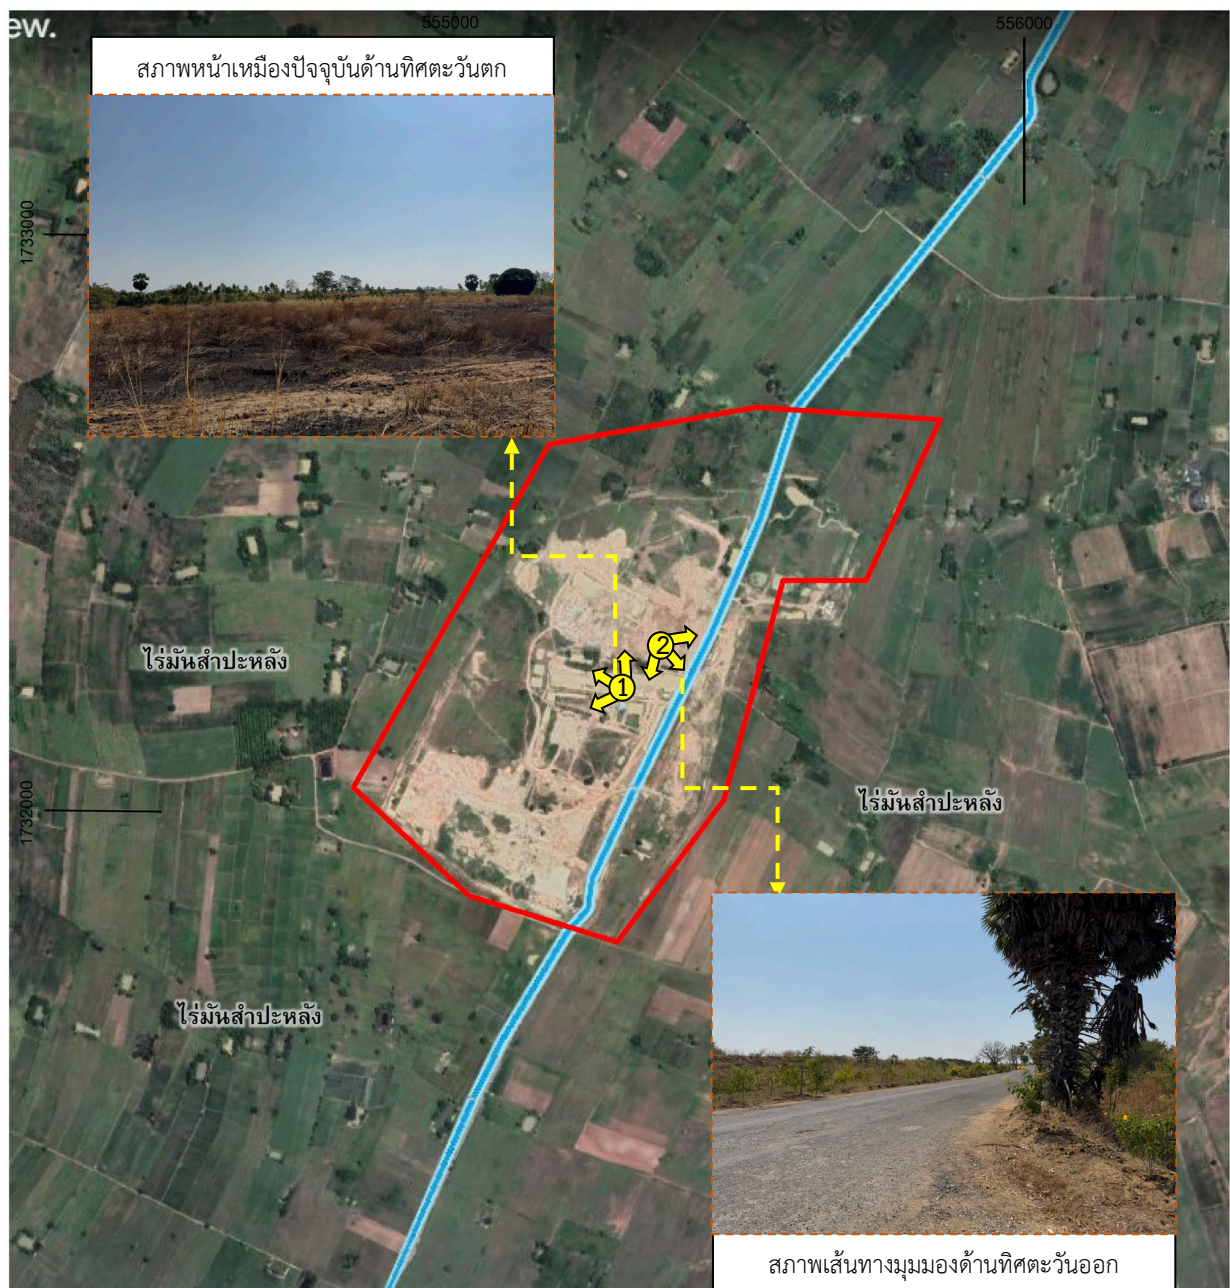 ew.
555000
556000
สภาพหน้าเหมืองปัจจุบันด้านทิศตะวันตก
1733000
2
1
ไร่มันสำปะหลัง
1732000
ไร่มันสำปะหลัง
ไร่มันสำปะหลัง
สภาพเส้นทางมุมมองด้านทิศตะวันออก